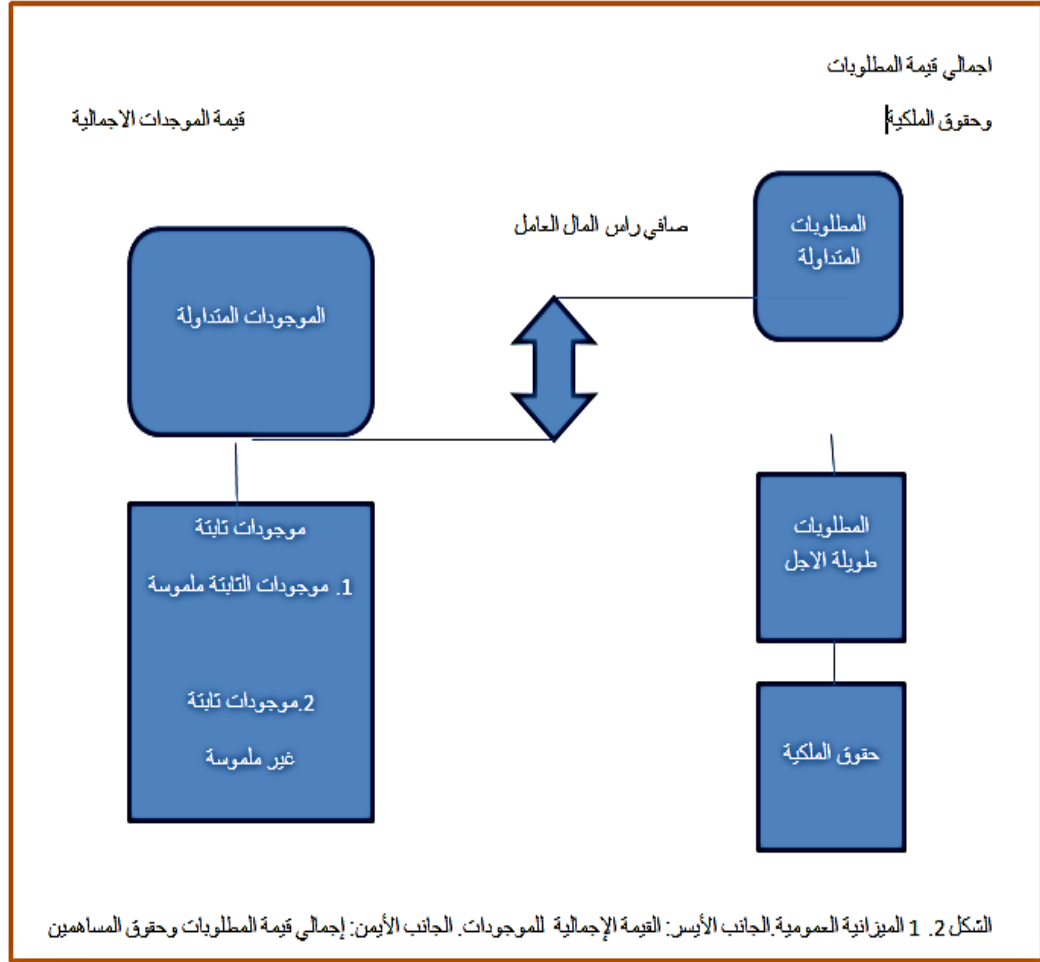 اجمالي قيمة المطلوبات
وحقوق الملكية
قيمة الموجدات الاجمالية
المطلوبات
المتداولة
صافي راس المال العامل
الموجودات المتداولة
المطلوبات
طويلة الاجل
موجودات ثابتة
1. موجودات الثابتة ملموسة
2.موجودات ثابتة
غير ملموسة
حقوق الملكية
الشكل 2. 1 الميزانية العمومية.الجانب الأيسر: القيمة الإجمالية للموجودات. الجانب الأيمن: إجمالي قيمة المطلوبات وحقوق المساهمين